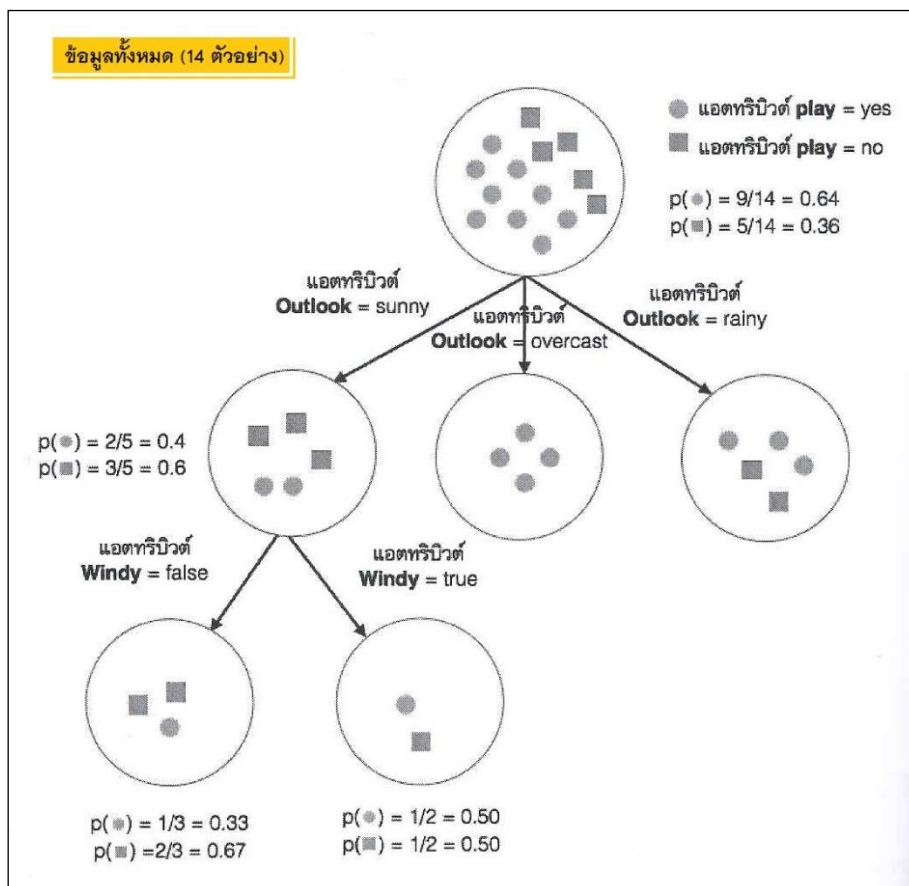 ข้อมูลทั้งหมด (14 ตัวอย่าง)
แอตทริบิวต์ play = yes
แอตทริบิวต์ play = no
p(●) = 9/14 = 0.64
p(■) = 5/14 = 0.36
แอตทริบิวต์
Outlook = sunny
แอตทริบิวต์
Outlook = overcast
แอตทริบิวต์
Outlook = rainy
p(●) = 2/5 = 0.4
p(■) = 3/5 = 0.6
แอตทริบิวต์
Windy = false
แอตทริบิวต์
Windy = true
p(●) = 1/3 = 0.33
p(■) =2/3 = 0.67
p(●) = 1/2 = 0.50
p(■) = 1/2 = 0.50